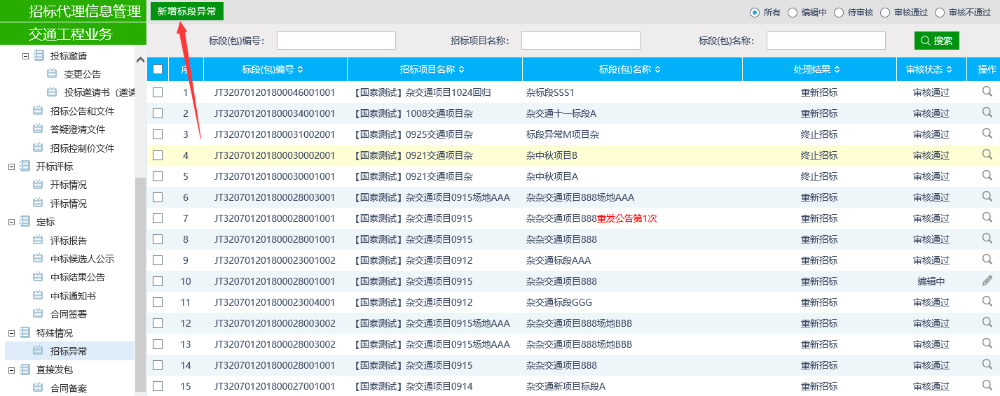 招标代理信息管理
交通工程业务
投标邀请
变更公告
投标邀请书（邀请
招标公告和文件
答疑澄清文件
招标控制价文件
开标评标
开标情况
评标情况
定标
评标报告
中标候选人公示
中标结果公告
中标通知书
合同签署
特殊情况
招标异常
直接发包
合同备案
新增标段异常
所有 编辑中 待审核 审核通过 审核不通过
标段(包)编号： 招标项目名称： 标段(包)名称： 搜索
序 标段(包)编号 招标项目名称 标段(包)名称 处理结果 审核状态 操作
1 JT320701201800046001001 【国泰测试】杂交通项目1024回归 杂标段SSS1 重新招标 审核通过
2 JT320701201800034001001 【国泰测试】1008交通项目杂 杂交通十一标段A 重新招标 审核通过
3 JT320701201800031002001 【国泰测试】0925交通项目杂 标段异常M项目杂 终止招标 审核通过
4 JT320701201800030002001 【国泰测试】0921交通项目杂 杂中秋项目B 终止招标 审核通过
5 JT320701201800030001001 【国泰测试】0921交通项目杂 杂中秋项目A 终止招标 审核通过
6 JT320701201800028003001 【国泰测试】杂交通项目0915场地AAA 杂杂交通项目888场地AAA 重新招标 审核通过
7 JT320701201800028001001 【国泰测试】杂交通项目0915 杂杂交通项目888重发公告第1次 重新招标 审核通过
8 JT320701201800028001001 【国泰测试】杂交通项目0915 杂杂交通项目888 重新招标 审核通过
9 JT320701201800023001002 【国泰测试】杂交通项目0912 杂交通标段AAA 重新招标 审核通过
10 JT320701201800028001001 【国泰测试】杂交通项目0915 杂杂交通项目888 重新招标 编辑中
11 JT320701201800023004001 【国泰测试】杂交通项目0912 杂交通标段GGG 重新招标 审核通过
12 JT320701201800028003002 【国泰测试】杂交通项目0915场地AAA 杂杂交通项目888场地BBB 重新招标 审核通过
13 JT320701201800028003002 【国泰测试】杂交通项目0915场地AAA 杂杂交通项目888场地BBB 重新招标 审核通过
14 JT320701201800028001001 【国泰测试】杂交通项目0915 杂杂交通项目888 重新招标 审核通过
15 JT320701201800027001001 【国泰测试】杂交通项目0914 杂交通新项目标段A 重新招标 审核通过